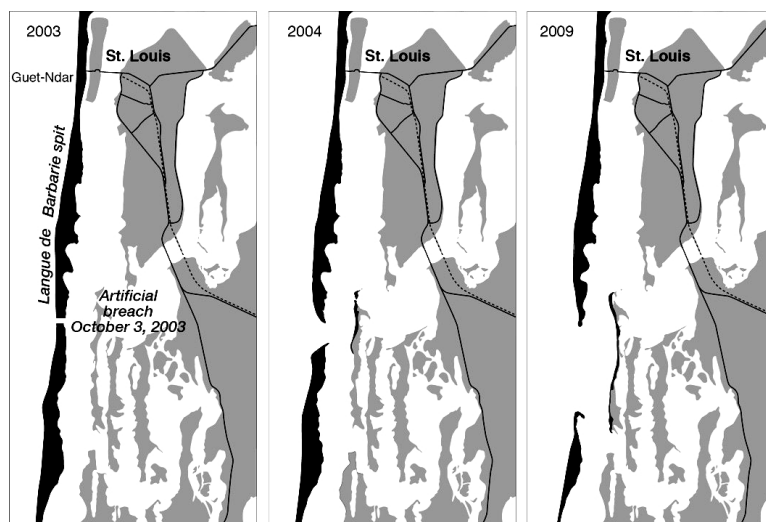 2003
St. Louis
Guet-Ndar
Langue de Barbarie spit
Artificial
breach
October 3, 2003
2004
St. Louis
2009
St. Louis